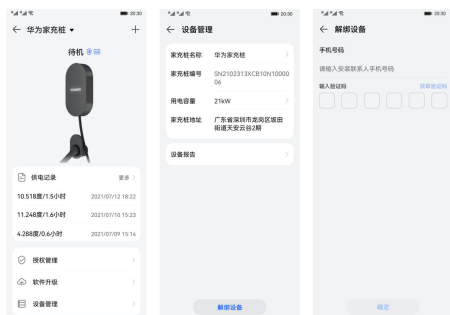 20:30
← 华为家充桩 ▼ +
待机
HUAWEI
供电记录 更多 >
10.518度/1.5小时 2021/07/12 18:22
11.248度/1.6小时 2021/07/10 15:23
4.288度/0.6小时 2021/07/09 15:14
授权管理 >
软件升级 >
设备管理 >
20:30
← 设备管理
家充桩名称 华为家充桩 >
家充桩编号 SN2102313XCB10N10000
06
用电容量 21kW >
家充桩地址 广东省深圳市龙岗区坂田
街道天安云谷2期
设备报告 >
解绑设备
20:30
← 解绑设备
手机号码
请输入安装联系人手机号码
输入验证码 获取验证码
确定